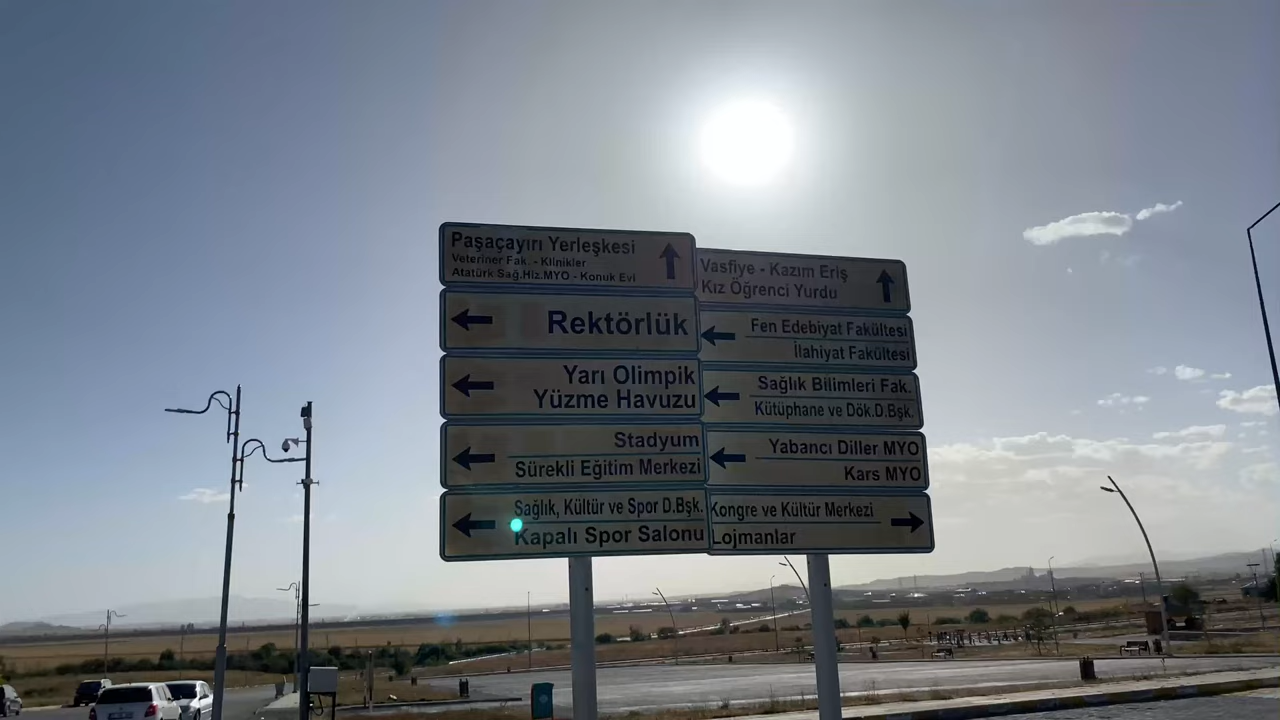 Paşaçayırı Yerleşkesi
Veteriner Fak. - Klinikler
Atatürk Sağ.Hiz.MYO - Konuk Evi
Rektörlük
Yarı Olimpik
Yüzme Havuzu
Stadyum
Sürekli Eğitim Merkezi
Sağlık, Kültür ve Spor D.Bşk.
Kapalı Spor Salonu
Vasfiye - Kazım Eriş
Kız Öğrenci Yurdu
Fen Edebiyat Fakültesi
İlahiyat Fakültesi
Sağlık Bilimleri Fak.
Kütüphane ve Dök.D.Bşk.
Yabancı Diller MYO
Kars MYO
Kongre ve Kültür Merkezi
Lojmanlar